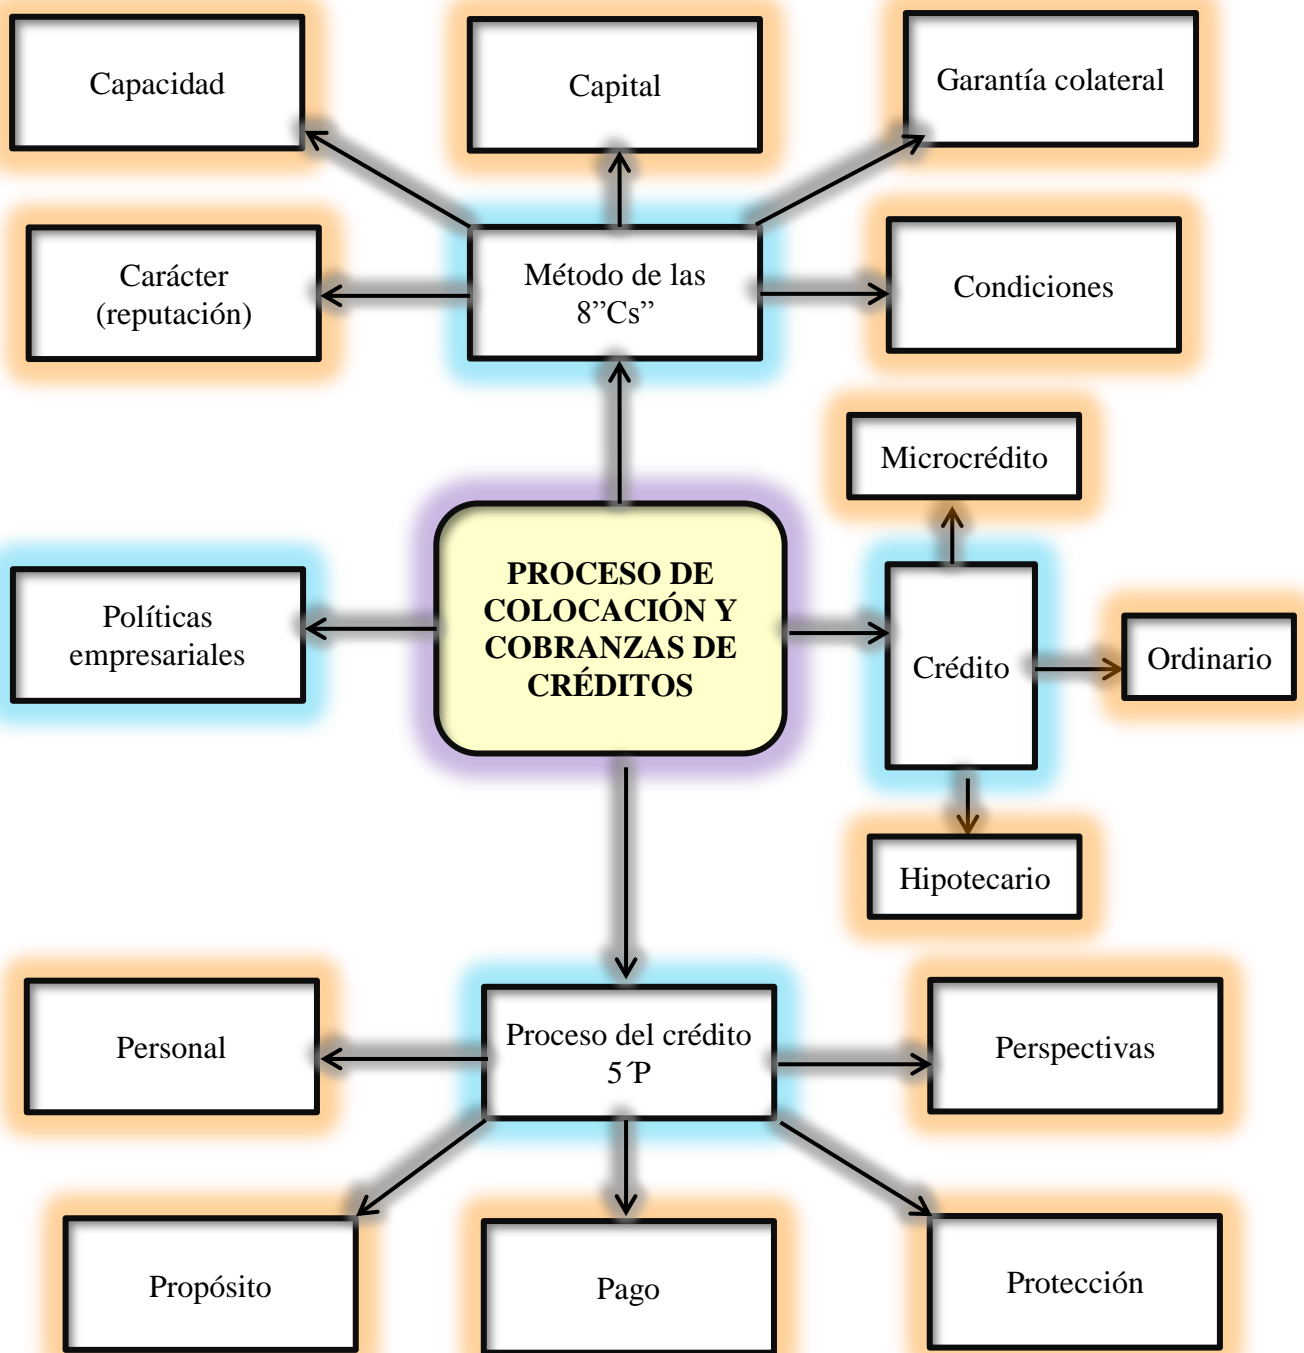 Capacidad
Capital
Garantía colateral
Carácter
(reputación)
Método de las
8”Cs”
Condiciones
Microcrédito
Políticas
empresariales
PROCESO DE
COLOCACIÓN Y
COBRANZAS DE
CRÉDITOS
Crédito
Ordinario
Hipotecario
Personal
Proceso del crédito
5´P
Perspectivas
Propósito
Pago
Protección